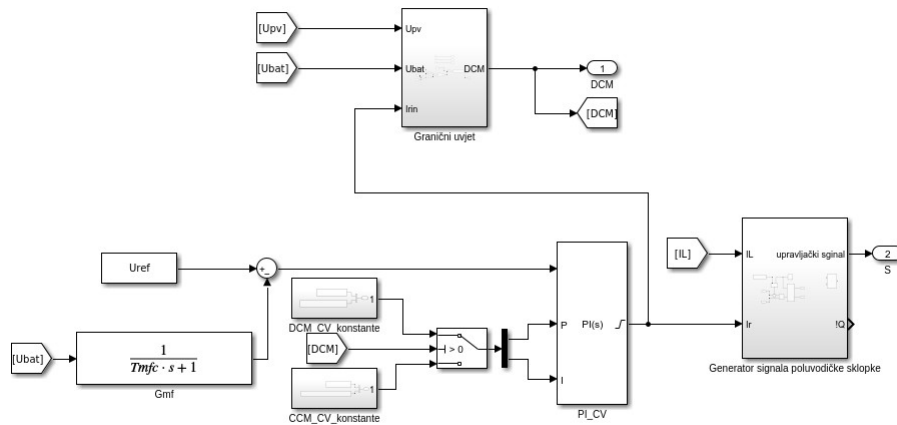 [Upv]
Upv
[Ubat]
Ubat
DCM
1
DCM
Irin
[DCM]
Granični uvjet
Uref
+
-
[IL]
IL
upravljački sginal
2
S
DCM_CV_konstante
1
P
PI(s)
Ir
!Q
[DCM]
> 0
[Ubat]
1
Tmfc · s + 1
Gmf
I
1
CCM_CV_konstante
PI_CV
Generator signala poluvodičke sklopke